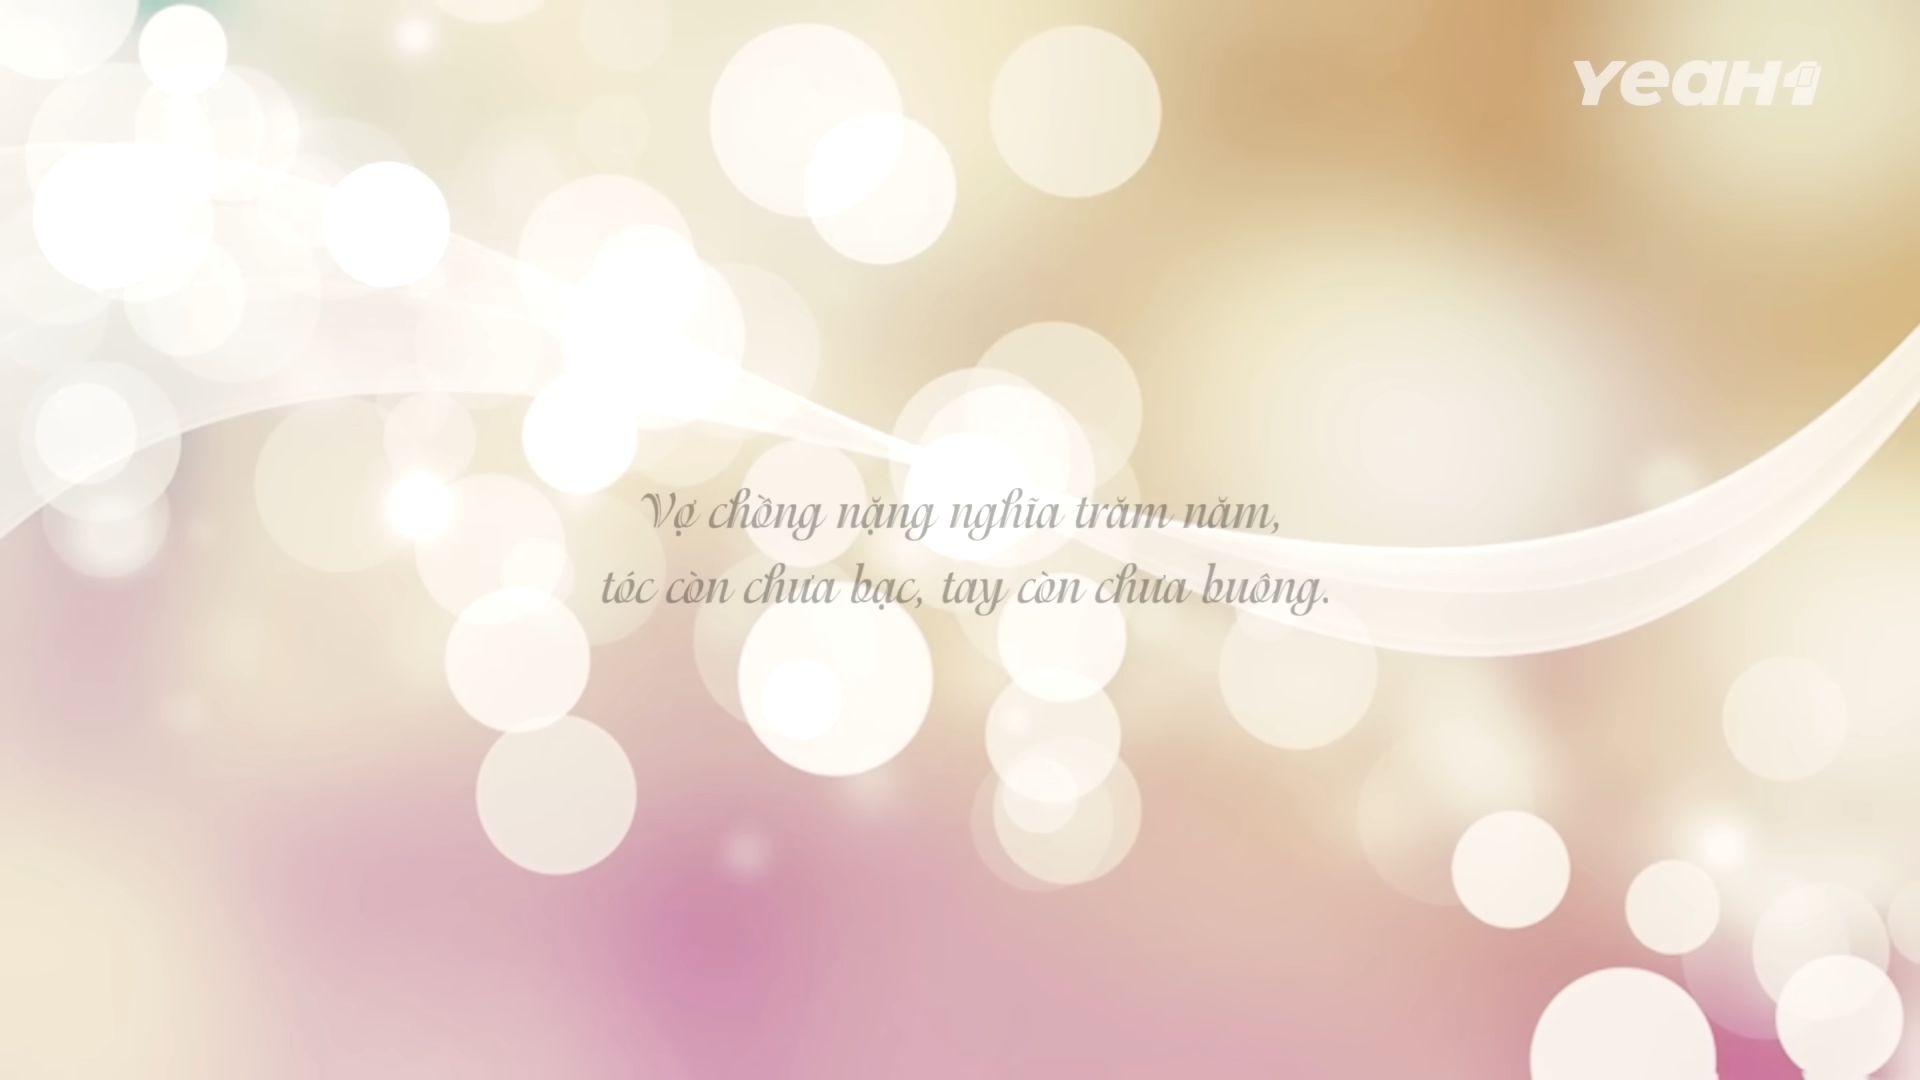 YEAH1
Vợ chồng nặng nghĩa trăm năm,
tóc còn chưa bạc, tay còn chưa buông.